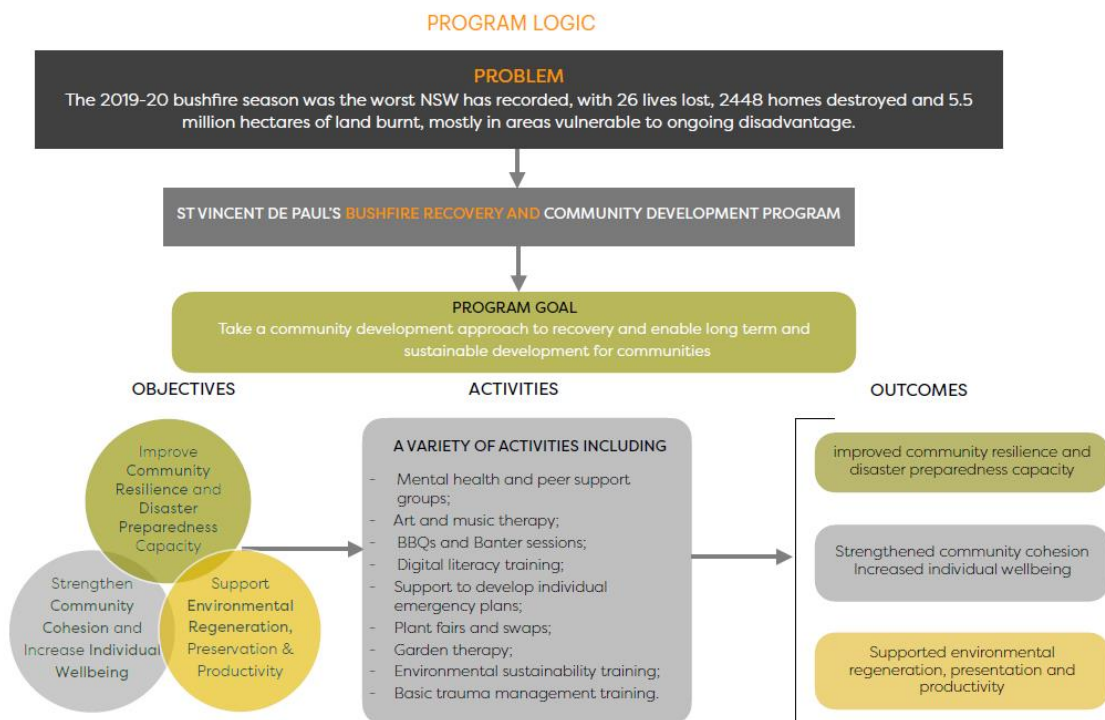 PROGRAM LOGIC
PROBLEM
The 2019-20 bushfire season was the worst NSW has recorded, with 26 lives lost, 2448 homes destroyed and 5.5
million hectares of land burnt, mostly in areas vulnerable to ongoing disadvantage.
ST VINCENT DE PAUL'S BUSHFIRE RECOVERY AND COMMUNITY DEVELOPMENT PROGRAM
PROGRAM GOAL
Take a community development approach to recovery and enable long term and
sustainable development for communities
OBJECTIVES
Improve
Community
Resilience and
Disaster
Preparedness
Capacity
Strengthen
Community
Cohesion and
Increase Individual
Wellbeing
Support
Environmental
Regeneration,
Preservation &
Productivity
ACTIVITIES
A VARIETY OF ACTIVITIES INCLUDING
- Mental health and peer support
groups;
- Art and music therapy;
- BBQs and Banter sessions;
- Digital literacy training;
- Support to develop individual
emergency plans;
- Plant fairs and swaps;
- Garden therapy;
- Environmental sustainability training;
- Basic trauma management training.
OUTCOMES
improved community resilience and
disaster preparedness capacity
Strengthened community cohesion
Increased individual wellbeing
Supported environmental
regeneration, presentation and
productivity